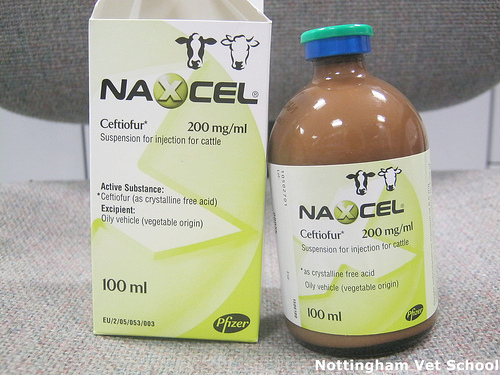 NAXCEL®
Ceftiofur* 200 mg/ml
Suspension for injection for cattle
Active Substance:
*Ceftiofur (as crystalline free acid)
Excipient:
Oily vehicle (vegetable origin)
100 ml
EU/2/05/053/003
Pfizer
NAXCEL®
Ceftiofur* 200 mg/ml
Suspension for injection for cattle
*as crystalline free acid
Oily vehicle (vegetable origin)
100 ml
Pfizer
Nottingham Vet School